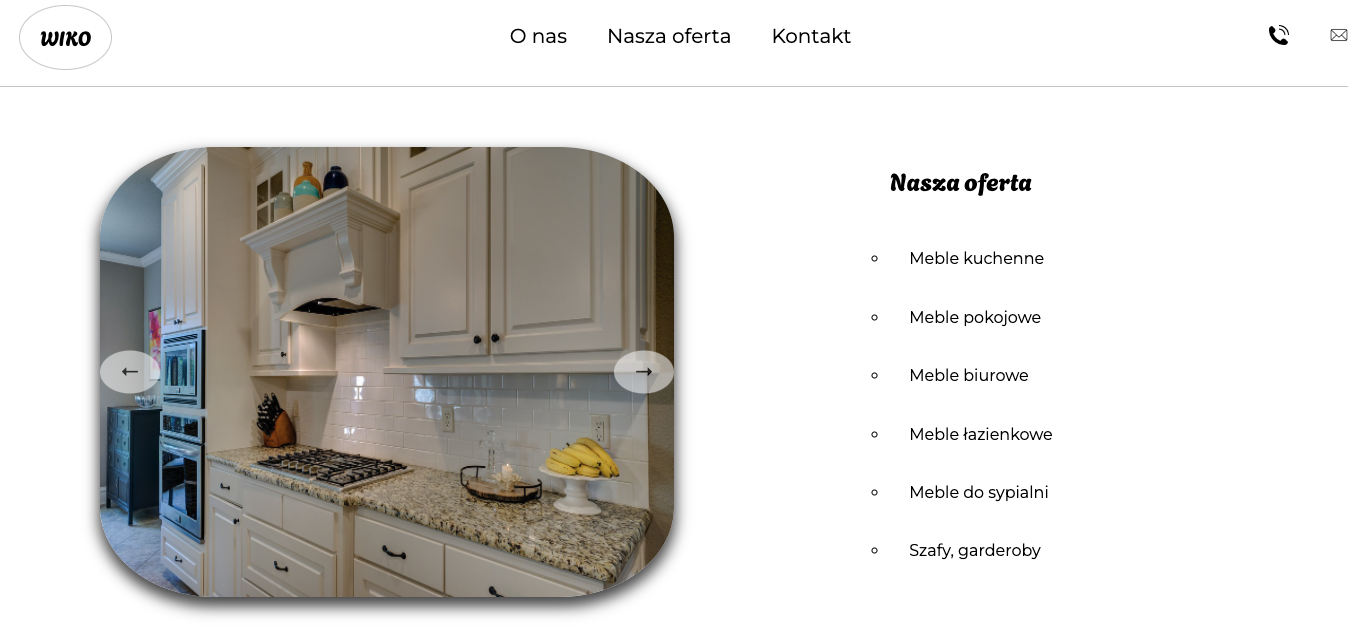 WIKO
O nas
Nasza oferta
Kontakt
Nasza oferta
Meble kuchenne
Meble pokojowe
Meble biurowe
Meble łazienkowe
Meble do sypialni
Szafy, garderoby